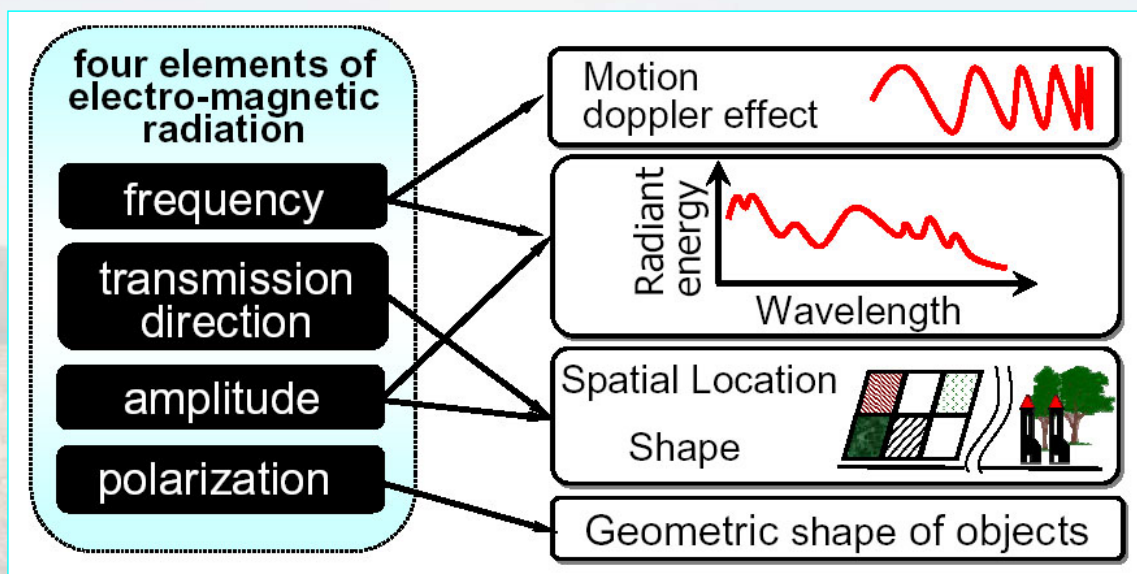 four elements of
electro-magnetic
radiation
frequency
transmission
direction
amplitude
polarization
Motion
doppler effect
Radiant
energy
Wavelength
Spatial Location
Shape
Geometric shape of objects